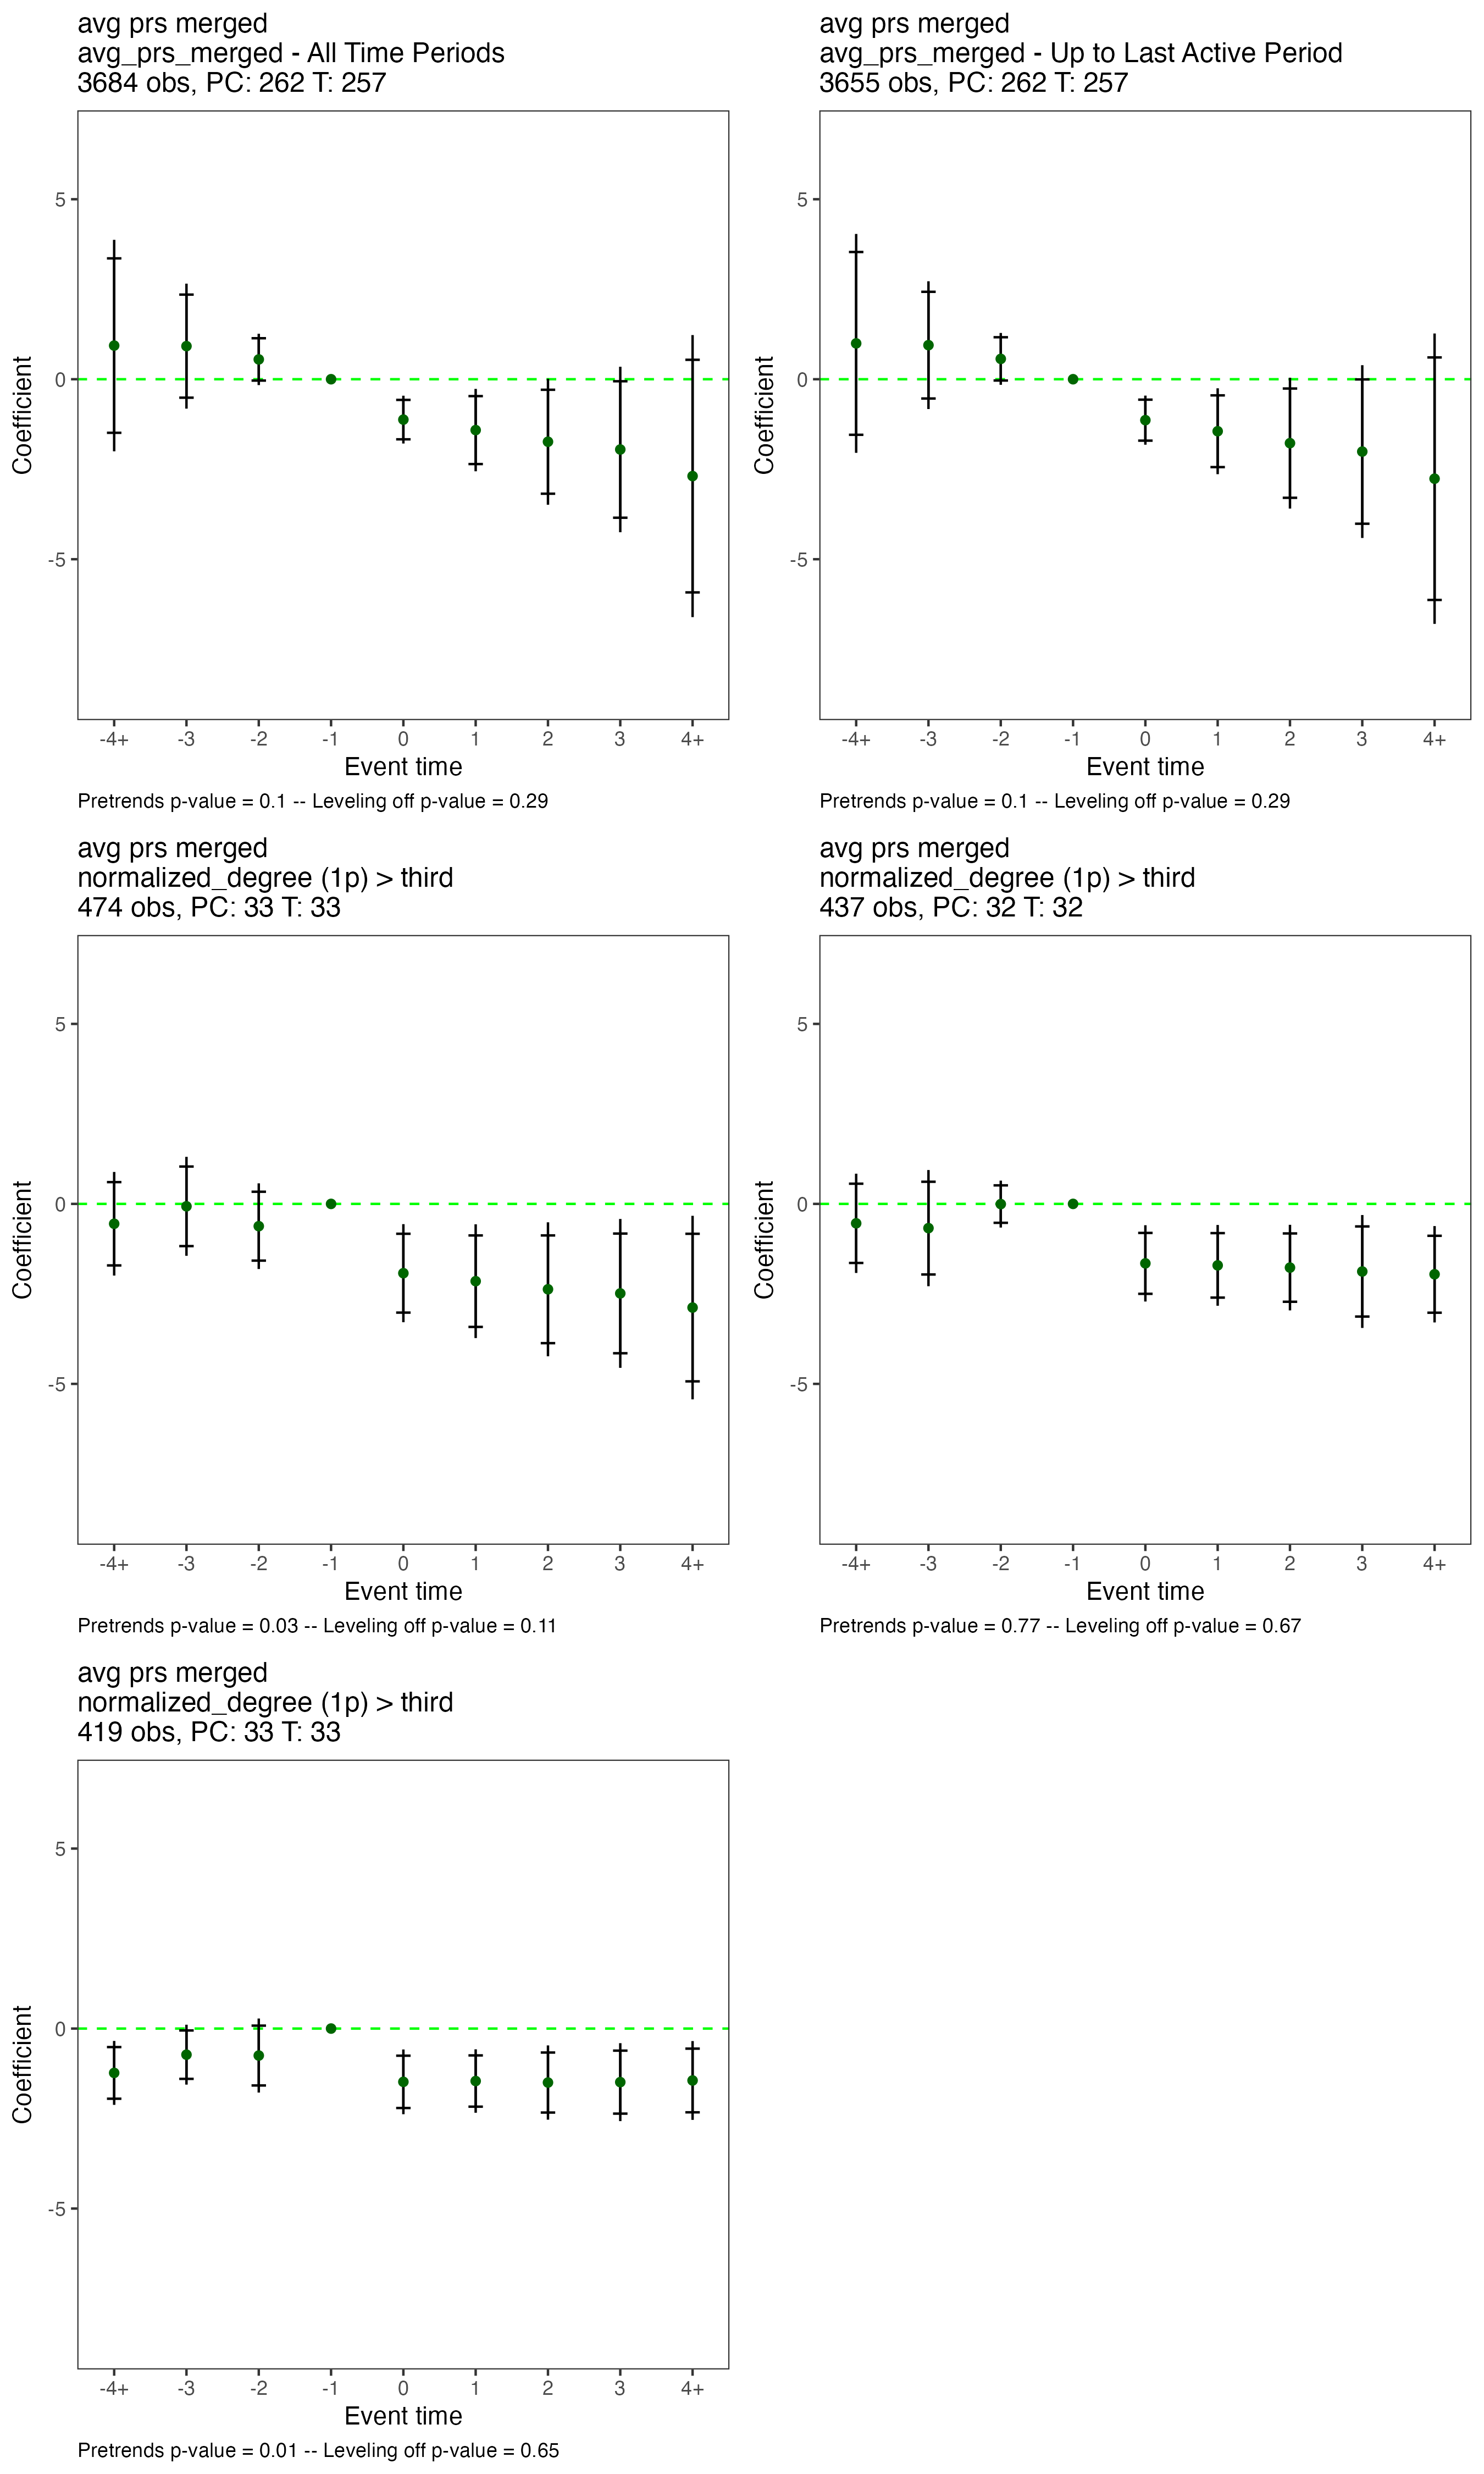 avg prs merged
avg_prs_merged - All Time Periods
3684 obs, PC: 262 T: 257
5
0
-5
Coefficient
-4+ -3 -2 -1 0 1 2 3 4+
Event time
Pretrends p-value = 0.1 -- Leveling off p-value = 0.29
avg prs merged
avg_prs_merged - Up to Last Active Period
3655 obs, PC: 262 T: 257
5
0
-5
Coefficient
-4+ -3 -2 -1 0 1 2 3 4+
Event time
Pretrends p-value = 0.1 -- Leveling off p-value = 0.29
avg prs merged
normalized_degree (1p) > third
474 obs, PC: 33 T: 33
5
0
-5
Coefficient
-4+ -3 -2 -1 0 1 2 3 4+
Event time
Pretrends p-value = 0.03 -- Leveling off p-value = 0.11
avg prs merged
normalized_degree (1p) > third
437 obs, PC: 32 T: 32
5
0
-5
Coefficient
-4+ -3 -2 -1 0 1 2 3 4+
Event time
Pretrends p-value = 0.77 -- Leveling off p-value = 0.67
avg prs merged
normalized_degree (1p) > third
419 obs, PC: 33 T: 33
5
0
-5
Coefficient
-4+ -3 -2 -1 0 1 2 3 4+
Event time
Pretrends p-value = 0.01 -- Leveling off p-value = 0.65